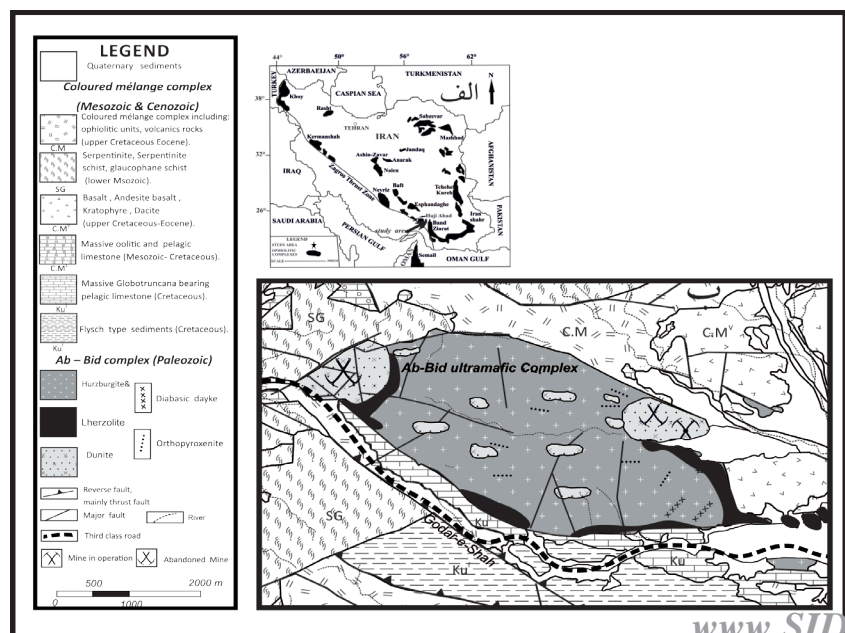 LEGEND
Quaternary sediments
Coloured mélange complex
(Mesozoic & Cenozoic)
Coloured mélange complex including:
ophiolitic units, volcanics rocks
(upper Cretaceous Eocene).
C.M
Serpentinite, Serpentinite
schist, glaucophane schist
(lower Msozoic).
SG
Basalt , Andesite basalt ,
Kratophyre , Dacite
(upper Cretaceous-Eocene).
C.Mᵛ
Massive oolitic and pelagic
limestone (Mesozoic- Cretaceous).
Massive Globotruncana bearing
pelagic limestone (Cretaceous).
Ku
Flysch type sediments (Cretaceous).
Ab – Bid complex (Paleozoic)
Hurzburgite&
Diabasic dayke
Lherzolite
Orthopyroxenite
Dunite
Reverse fault,
mainly thrust fault
Major fault
River
Third class road
Mine in operation
Abandoned Mine
500
2000 m
0
1000
44°
50°
56°
62°
38°
32°
26°
AZERBAIJAN
TURKMENISTAN
N
TURKEY
CASPIAN SEA
الف
Khoy
Rasht
Sabzevar
TEHRAN
IRAN
Mashhad
Kermanshah
Jandaq
Ashin-Zavar
Anarak
Naien
AFGHANISTAN
IRAQ
Zagros Thrust Zone
Baft
Neyriz
Tchehel
Kureh
Esphandaghe
Haji Abad
Iran
shahr
SAUDI ARABIA
study area
Band
Ziarat
PAKISTAN
PERSIAN GULF
LEGEND
STUDY AREA
OPHIOLITIC
COMPLEXES
SCALE
Semail
OMAN GULF
SG
C.M
C.Mᵛ
Ab-Bid ultramafic Complex
SG
Ku
Godar-e-Shah
Ku
Ku
www.SID